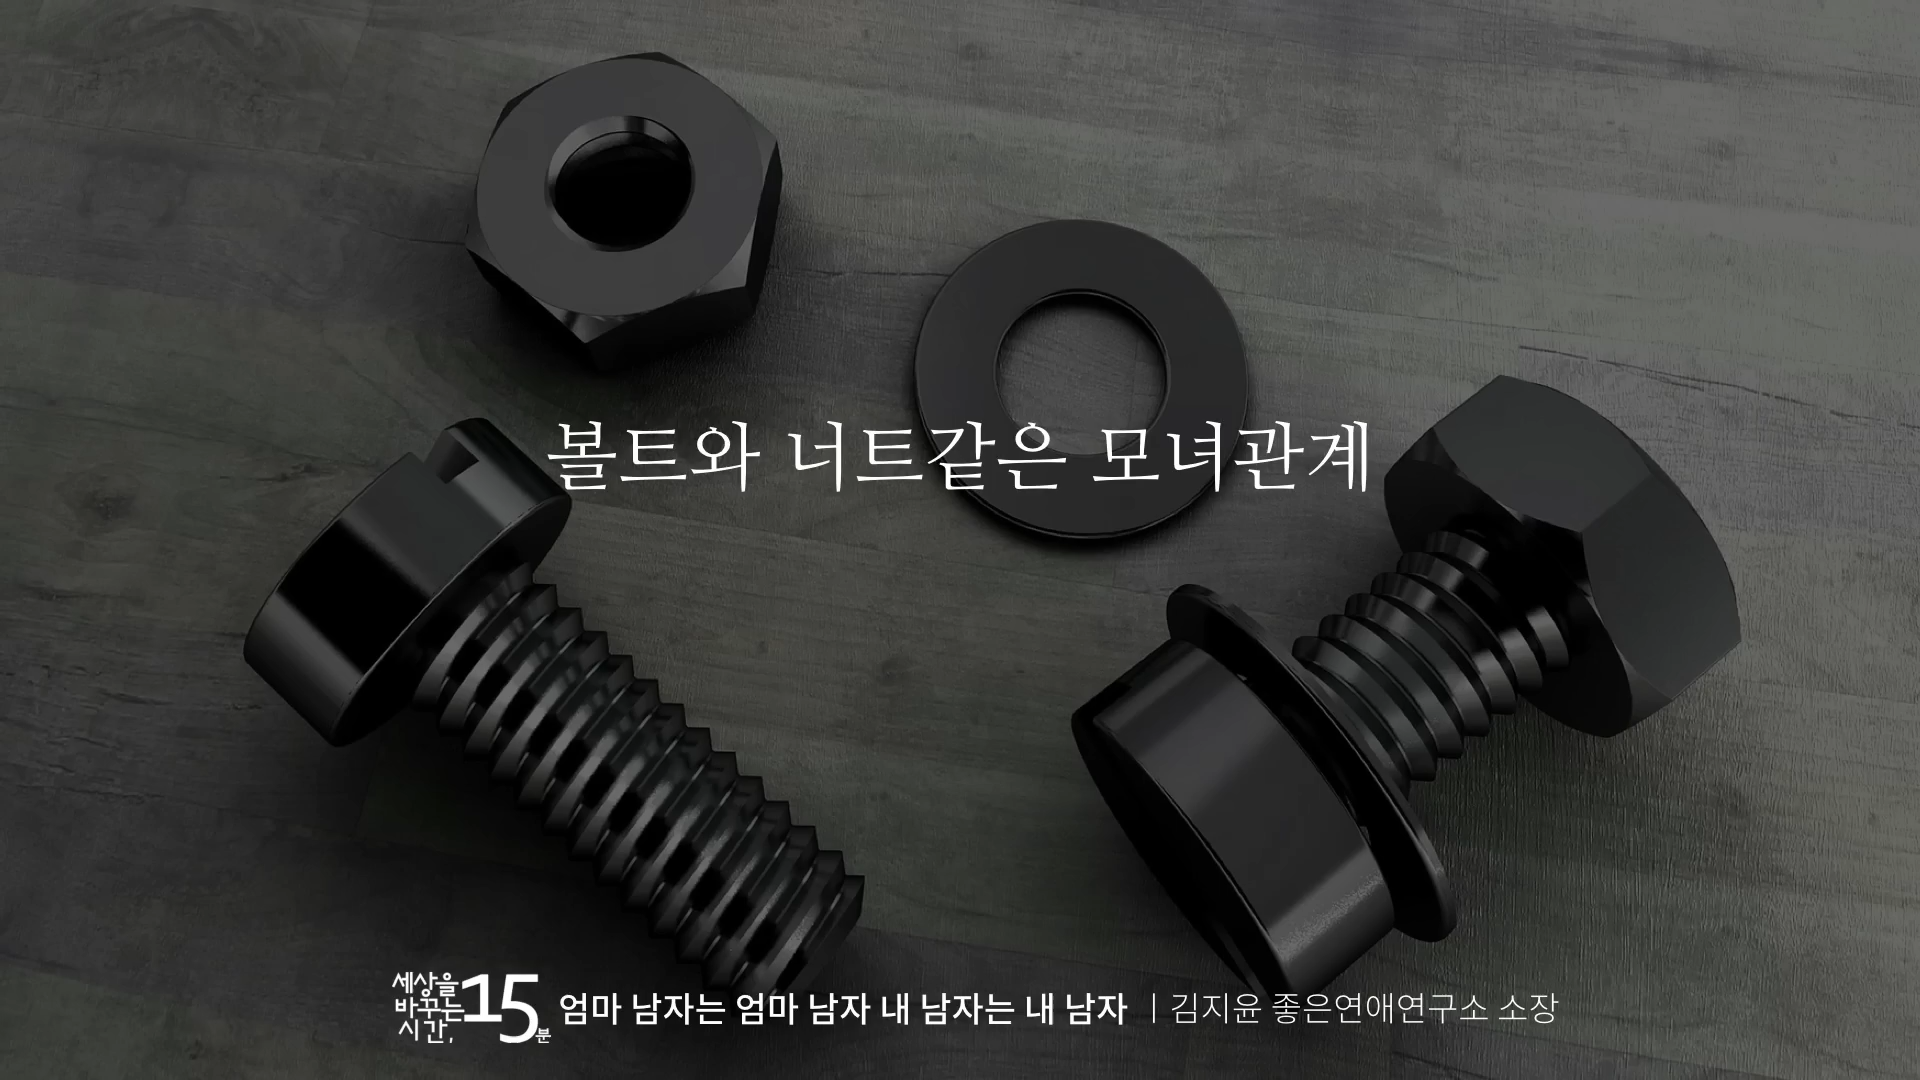 볼트와 너트같은 모녀관계
세상을
바꾸는
시간,
15분
엄마 남자는 엄마 남자 내 남자는 내 남자 | 김지윤 좋은연애연구소 소장